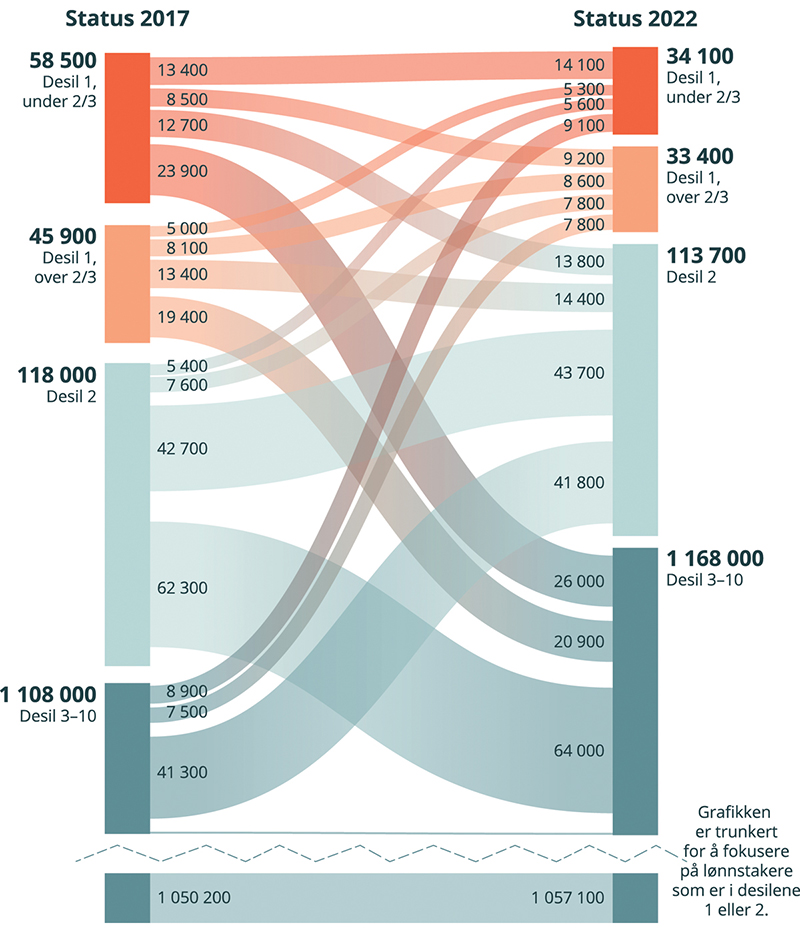 Status 2017
Status 2022
58 500
Desil 1,
under 2/3
13 400
8 500
12 700
23 900
45 900
Desil 1,
over 2/3
5 000
8 100
13 400
19 400
118 000
Desil 2
5 400
7 600
42 700
62 300
1 108 000
Desil 3–10
8 900
7 500
41 300
1 050 200
14 100
5 300
5 600
9 100
34 100
Desil 1,
under 2/3
9 200
8 600
7 800
7 800
33 400
Desil 1,
over 2/3
13 800
14 400
43 700
41 800
113 700
Desil 2
26 000
20 900
64 000
1 168 000
Desil 3–10
1 057 100
Grafikken
er trunkert
for å fokusere
på lønnstakere
som er i desilene
1 eller 2.